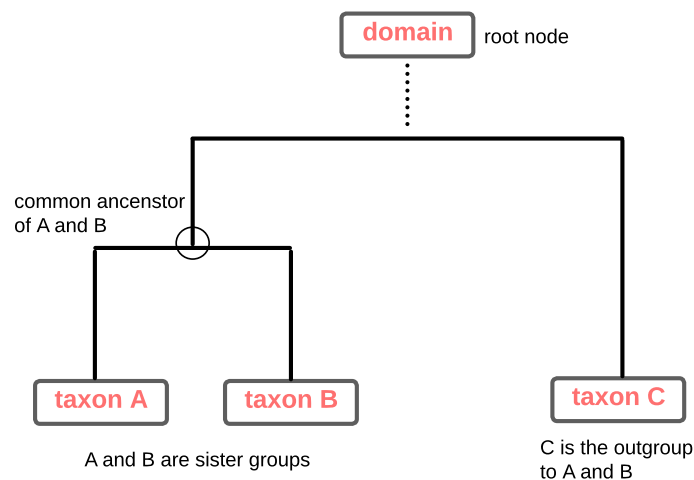 domain
root node
common ancenstor
of A and B
taxon A
taxon B
taxon C
A and B are sister groups
C is the outgroup
to A and B